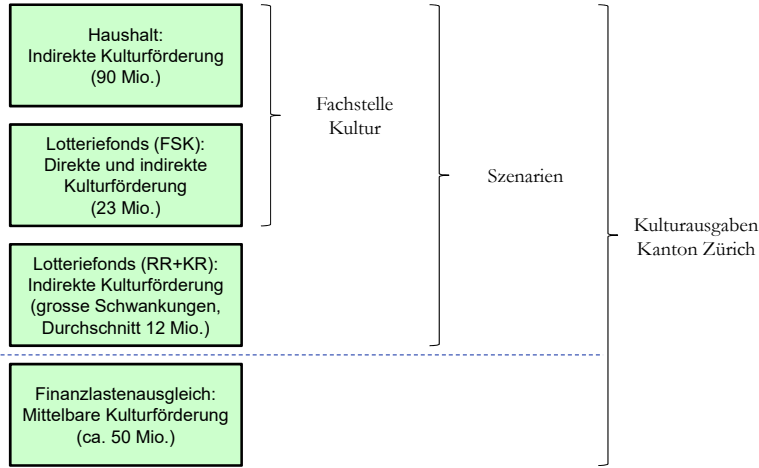 Haushalt:
Indirekte Kulturförderung
(90 Mio.)
Lotteriefonds (FSK):
Direkte und indirekte
Kulturförderung
(23 Mio.)
Lotteriefonds (RR+KR):
Indirekte Kulturförderung
(grosse Schwankungen,
Durchschnitt 12 Mio.)
Finanzlastenausgleich:
Mittelbare Kulturförderung
(ca. 50 Mio.)
Fachstelle
Kultur
Szenarien
Kulturausgaben
Kanton Zürich